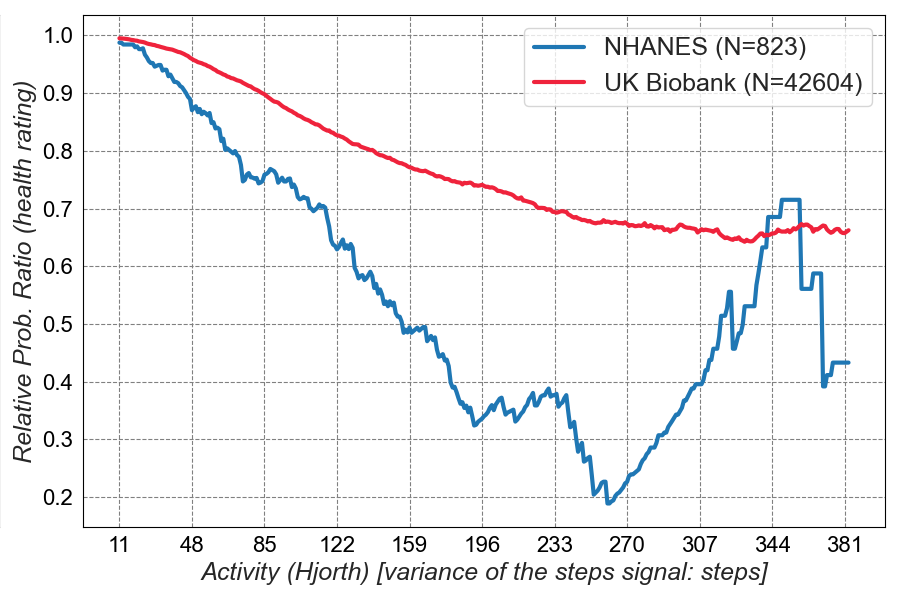 NHANES (N=823)
UK Biobank (N=42604)
Relative Prob. Ratio (health rating)
1.0
0.9
0.8
0.7
0.6
0.5
0.4
0.3
0.2
11 48 85 122 159 196 233 270 307 344 381
Activity (Hjorth) [variance of the steps signal: steps]